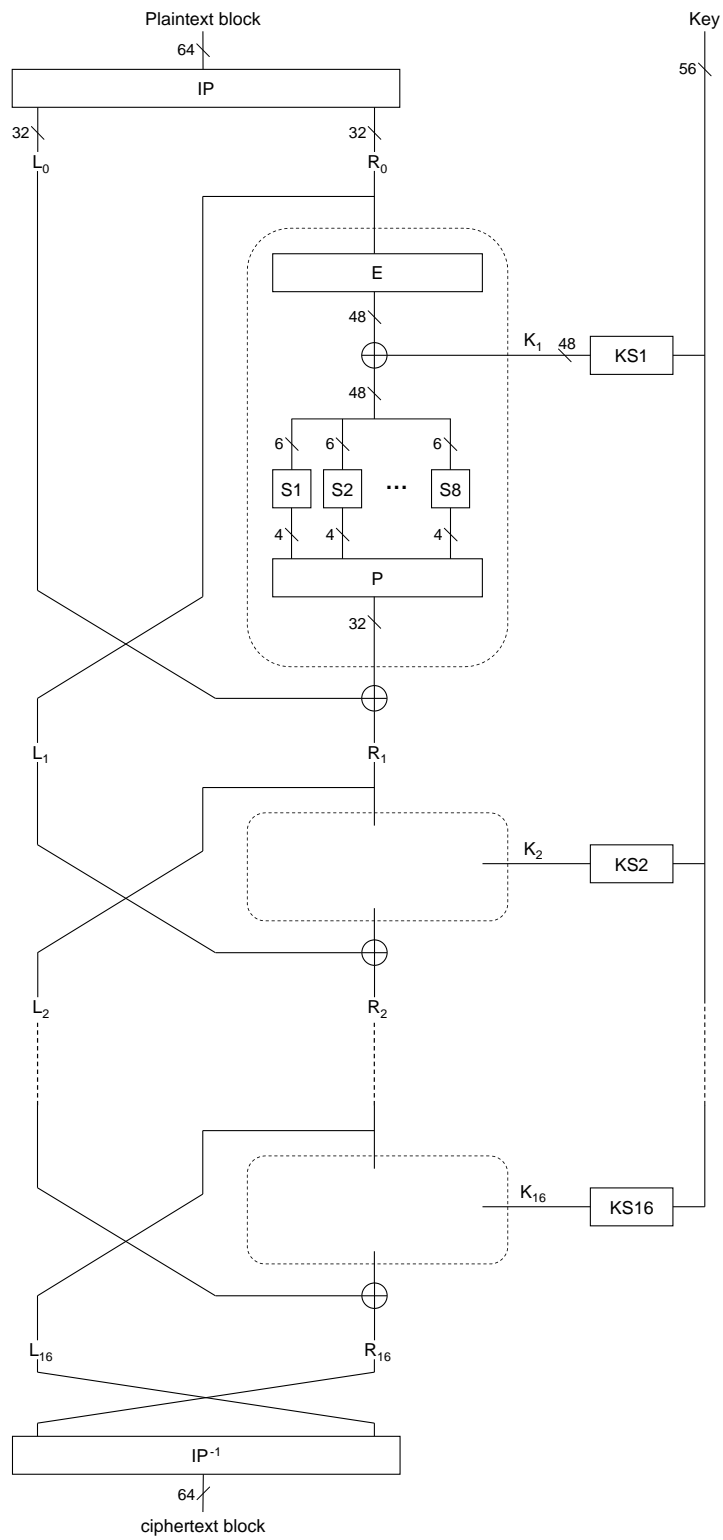 Plaintext block Key
64 56
IP
32 32
L₀ R₀
E
48
K₁ 48 KS1
48
6 6 6
S1 S2 ... S8
4 4 4
P
32
L₁ R₁
K₂ KS2
L₂ R₂
K₁₆ KS16
L₁₆ R₁₆
IP⁻¹
64
ciphertext block